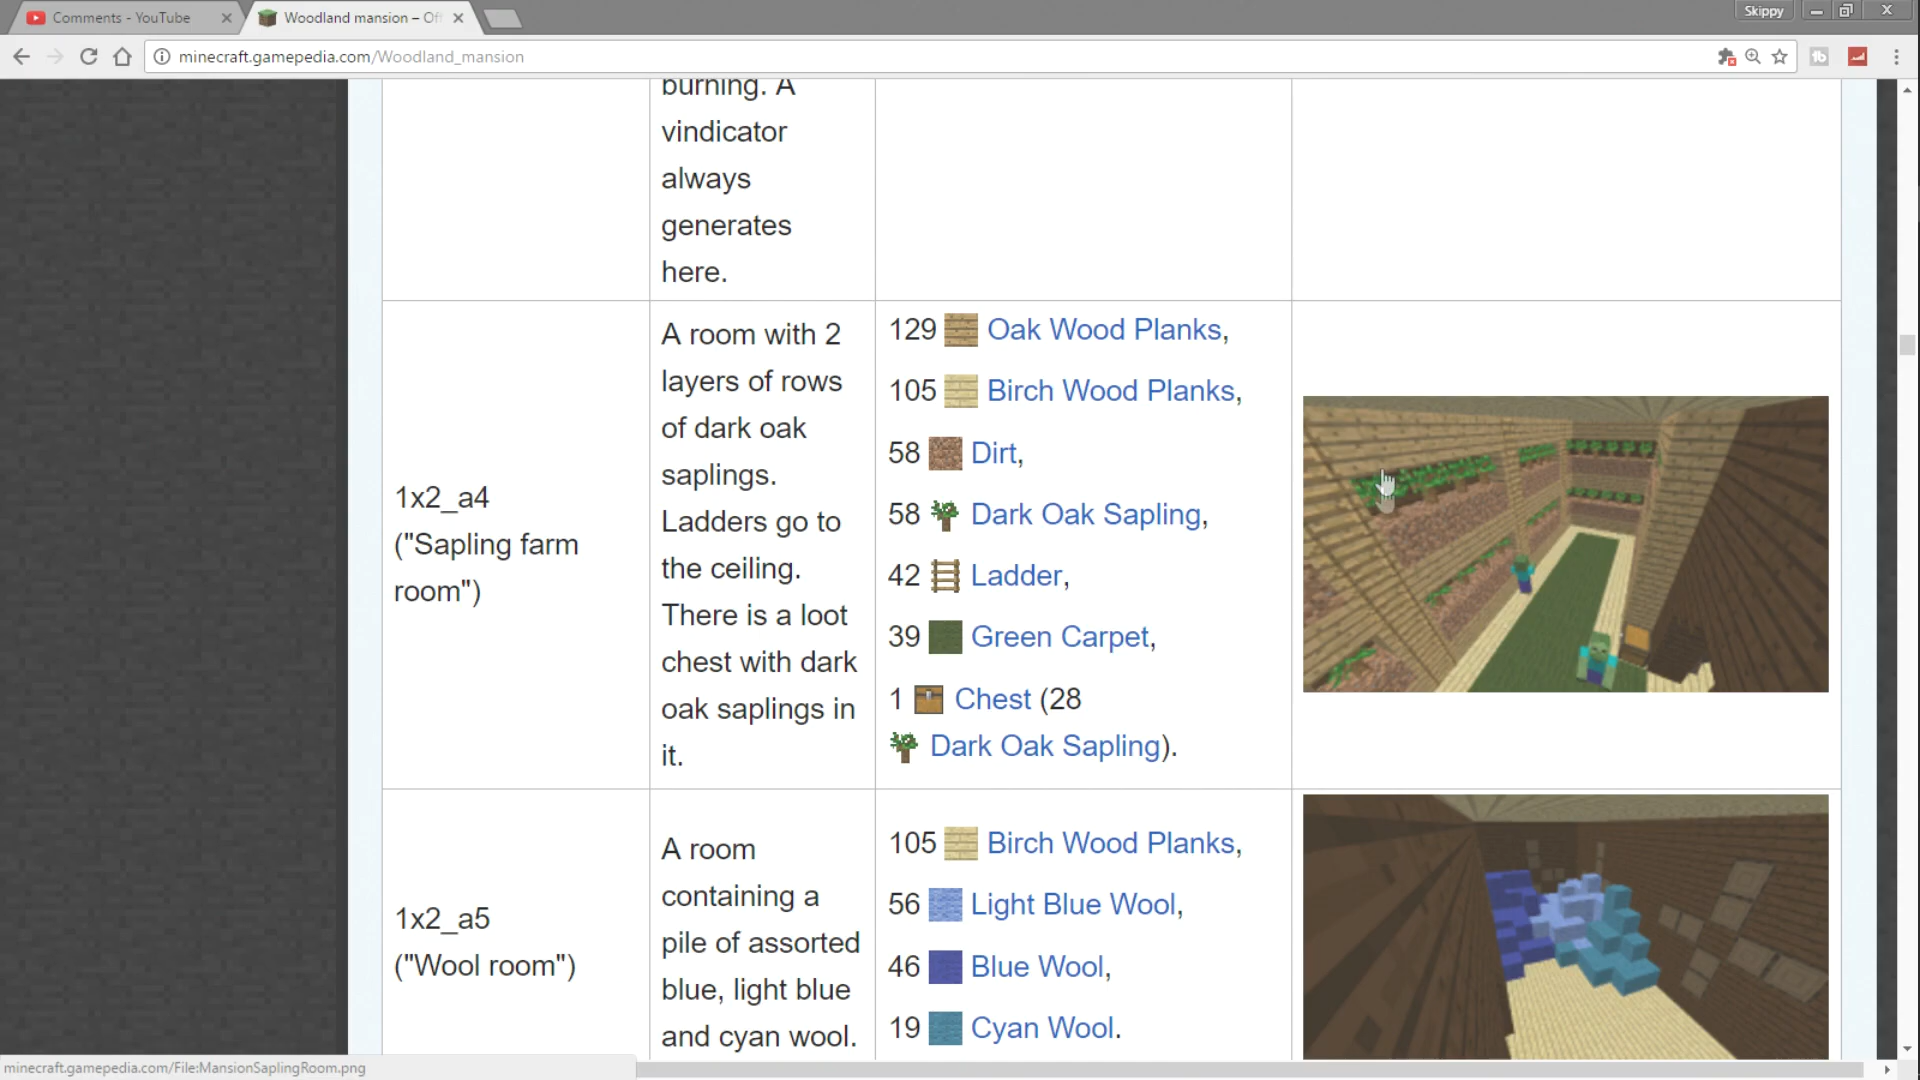 Comments - YouTube
Woodland mansion – Off
Skippy
minecraft.gamepedia.com/Woodland_mansion
burning. A
vindicator
always
generates
here.
1x2_a4
("Sapling farm
room")
A room with 2
layers of rows
of dark oak
saplings.
Ladders go to
the ceiling.
There is a loot
chest with dark
oak saplings in
it.
129 Oak Wood Planks,
105 Birch Wood Planks,
58 Dirt,
58 Dark Oak Sapling,
42 Ladder,
39 Green Carpet,
1 Chest (28
Dark Oak Sapling).
1x2_a5
("Wool room")
A room
containing a
pile of assorted
blue, light blue
and cyan wool.
105 Birch Wood Planks,
56 Light Blue Wool,
46 Blue Wool,
19 Cyan Wool.
minecraft.gamepedia.com/File:MansionSaplingRoom.png